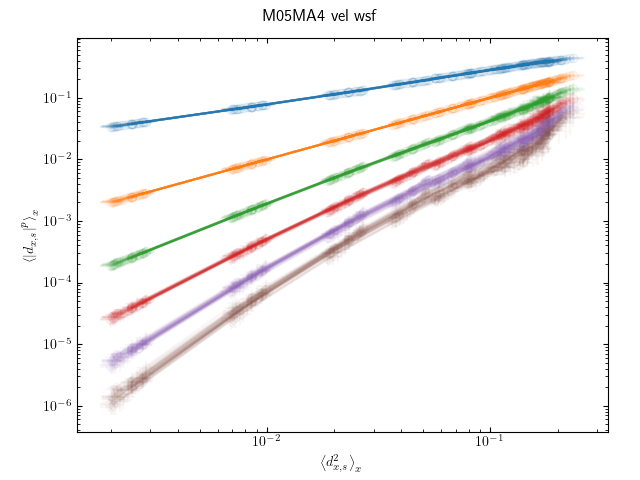 M05MA4 vel wsf
10⁻¹
10⁻²
10⁻³
10⁻⁴
10⁻⁵
10⁻⁶
⟨|d_{x,s}|^p⟩_x
10⁻² 10⁻¹
⟨d²_{x,s}⟩_x